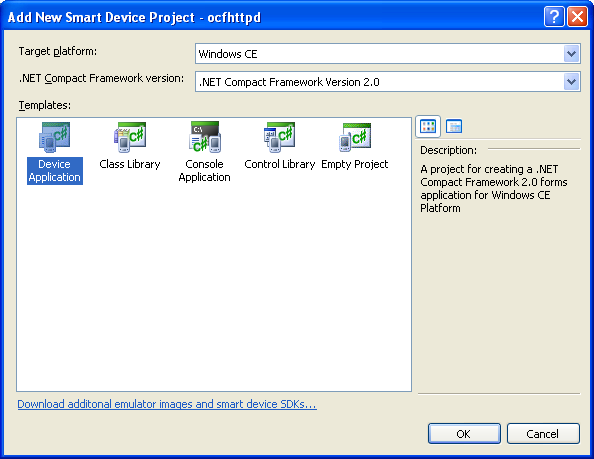 Add New Smart Device Project - ocfhttpd
Target platform:
Windows CE
.NET Compact Framework version:
.NET Compact Framework Version 2.0
Templates:
Device Application
Class Library
Console Application
Control Library
Empty Project
Description:
A project for creating a .NET
Compact Framework 2.0 forms
application for Windows CE
Platform
Download additonal emulator images and smart device SDKs...
OK
Cancel